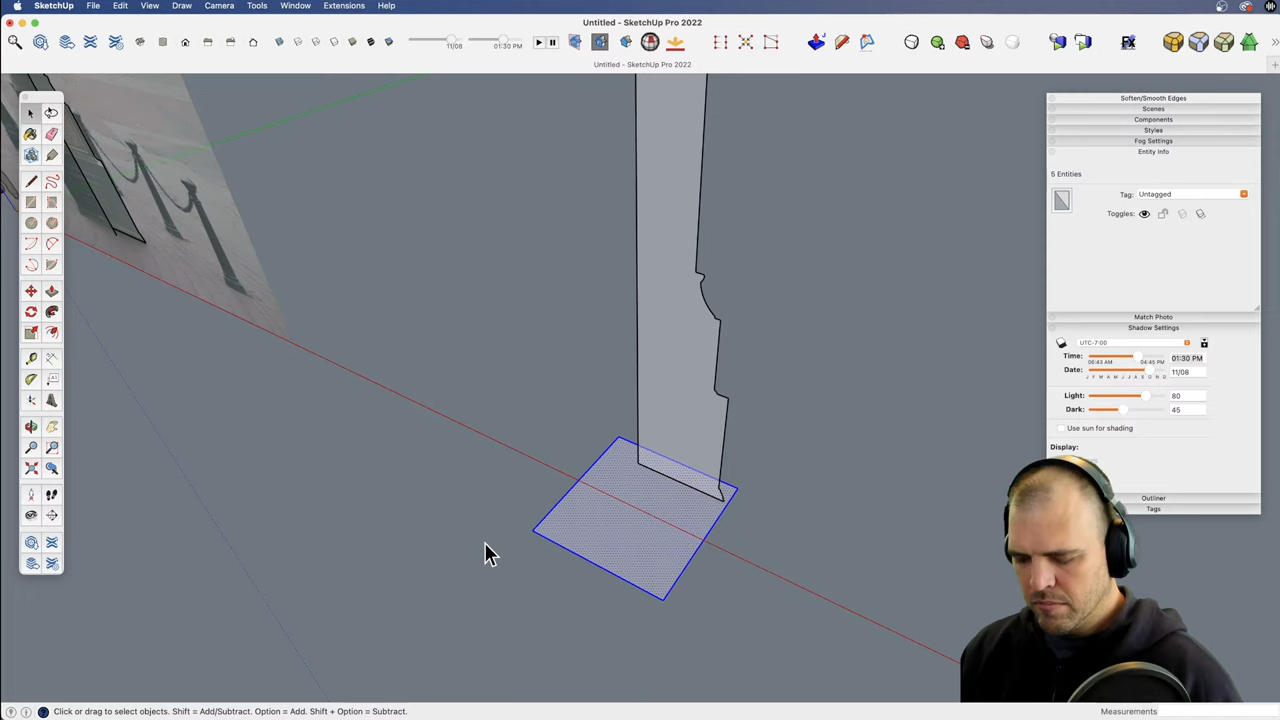 SketchUp File Edit View Draw Camera Tools Window Extensions Help
Untitled - SketchUp Pro 2022
11/08 01:30 PM
Untitled - SketchUp Pro 2022
Soften/Smooth Edges
Scenes
Components
Styles
Fog Settings
Entity Info
5 Entities
Tag: Untagged
Toggles:
Match Photo
Shadow Settings
UTC-7:00
Time: 01:30 PM
06:43 AM 04:45 PM
Date: 11/08
J F M A M J J A S O N D
Light: 80
Dark: 45
Use sun for shading
Display:
Outliner
Tags
Click or drag to select objects. Shift = Add/Subtract. Option = Add. Shift + Option = Subtract.
Measurements